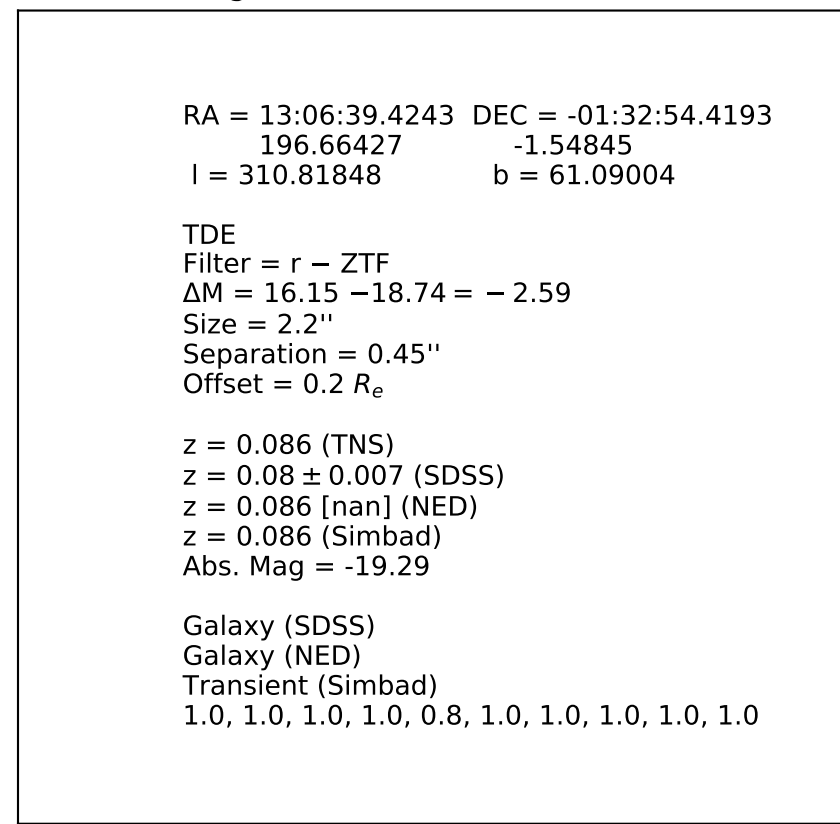 RA = 13:06:39.4243 DEC = -01:32:54.4193
196.66427 -1.54845
l = 310.81848 b = 61.09004
TDE
Filter = r − ZTF
ΔM = 16.15 −18.74 = − 2.59
Size = 2.2''
Separation = 0.45''
Offset = 0.2 Re
z = 0.086 (TNS)
z = 0.08 ± 0.007 (SDSS)
z = 0.086 [nan] (NED)
z = 0.086 (Simbad)
Abs. Mag = -19.29
Galaxy (SDSS)
Galaxy (NED)
Transient (Simbad)
1.0, 1.0, 1.0, 1.0, 0.8, 1.0, 1.0, 1.0, 1.0, 1.0